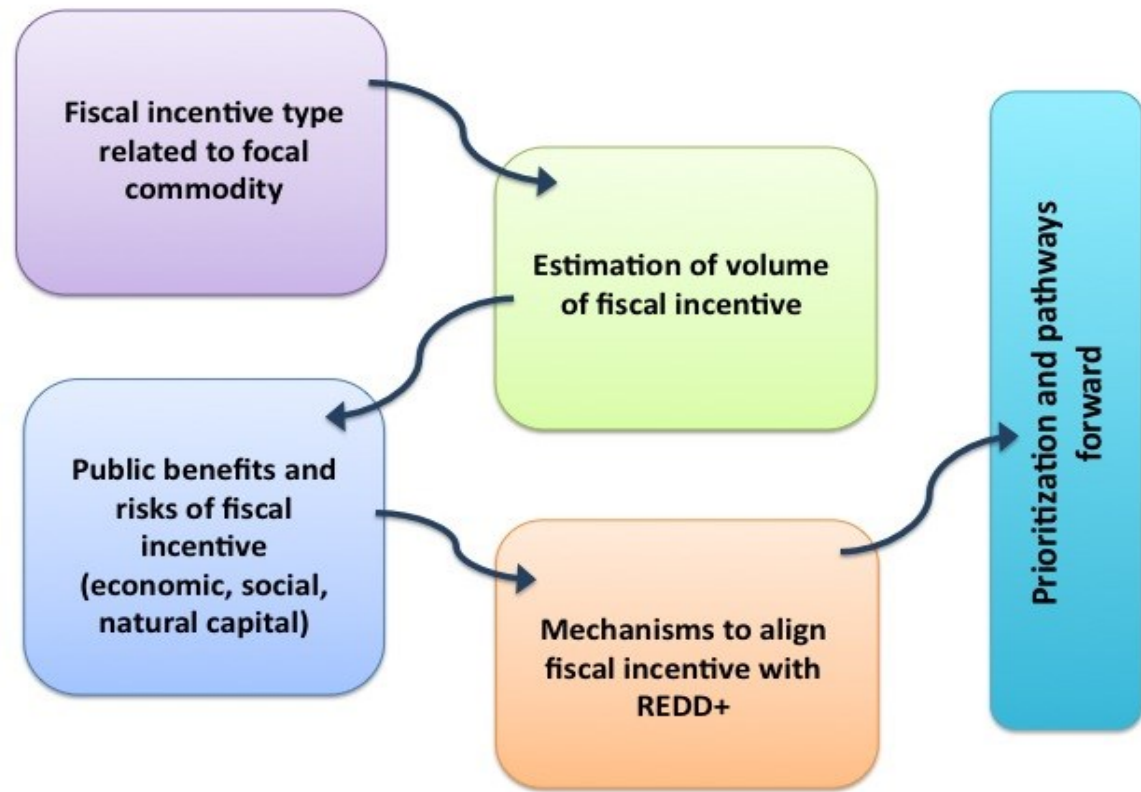 Fiscal incentive type
related to focal
commodity
Estimation of volume
of fiscal incentive
Public benefits and
risks of fiscal
incentive
(economic, social,
natural capital)
Mechanisms to align
fiscal incentive with
REDD+
Prioritization and pathways
forward